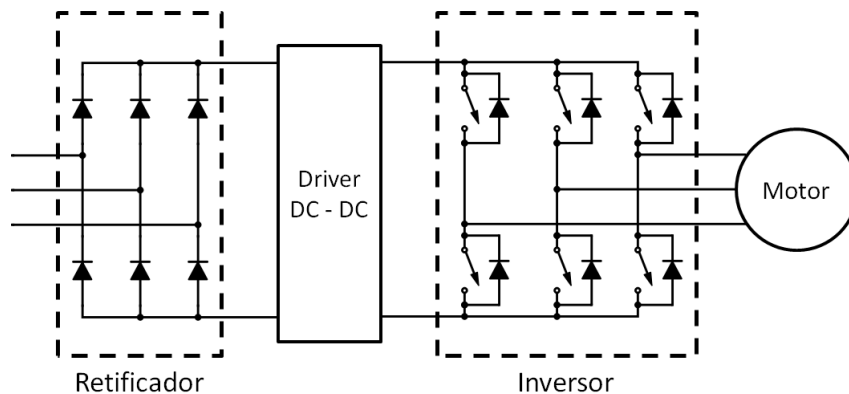 Driver
DC - DC
Motor
Retificador
Inversor